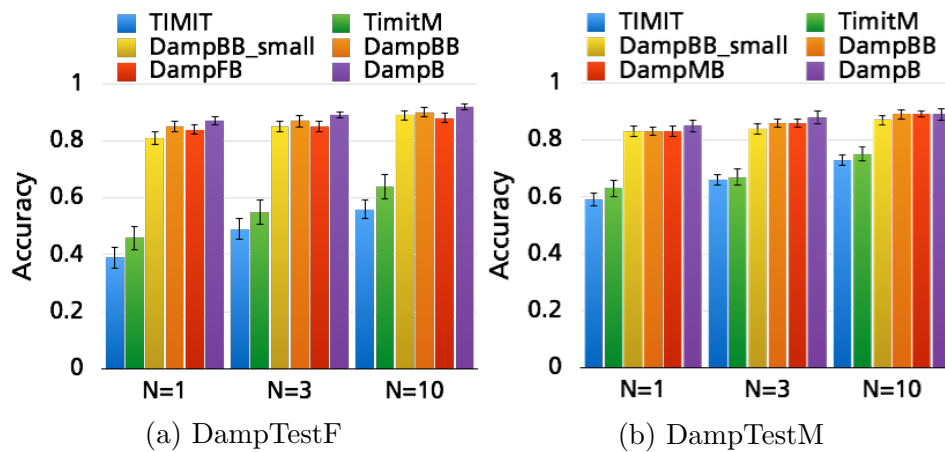 TIMIT TimitM
DampBB_small DampBB
DampFB DampB
1
0.8
0.6
0.4
0.2
0
Accuracy
N=1 N=3 N=10
(a) DampTestF
TIMIT TimitM
DampBB_small DampBB
DampMB DampB
1
0.8
0.6
0.4
0.2
0
Accuracy
N=1 N=3 N=10
(b) DampTestM